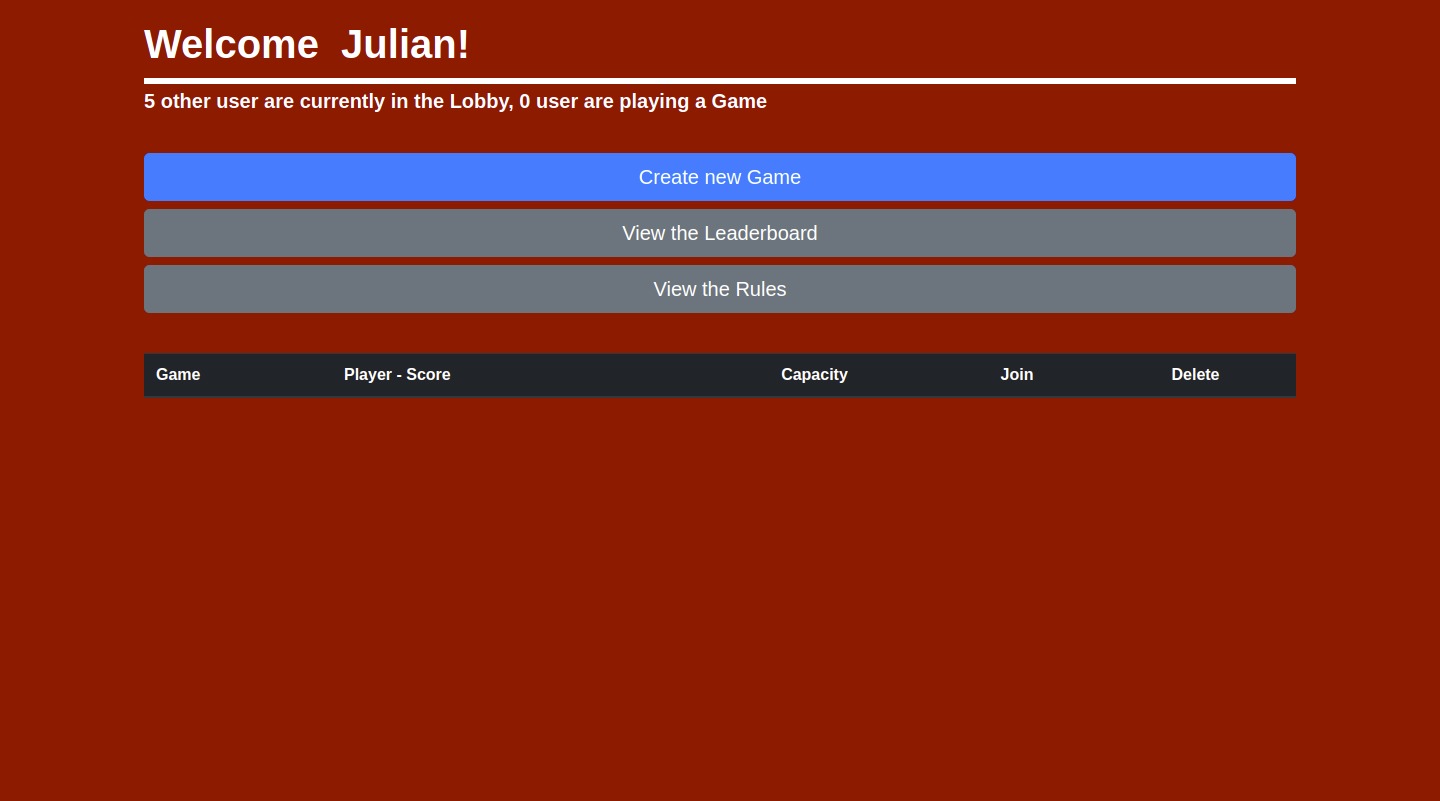 Welcome  Julian!
5 other user are currently in the Lobby, 0 user are playing a Game
Create new Game
View the Leaderboard
View the Rules
Game Player - Score Capacity Join Delete